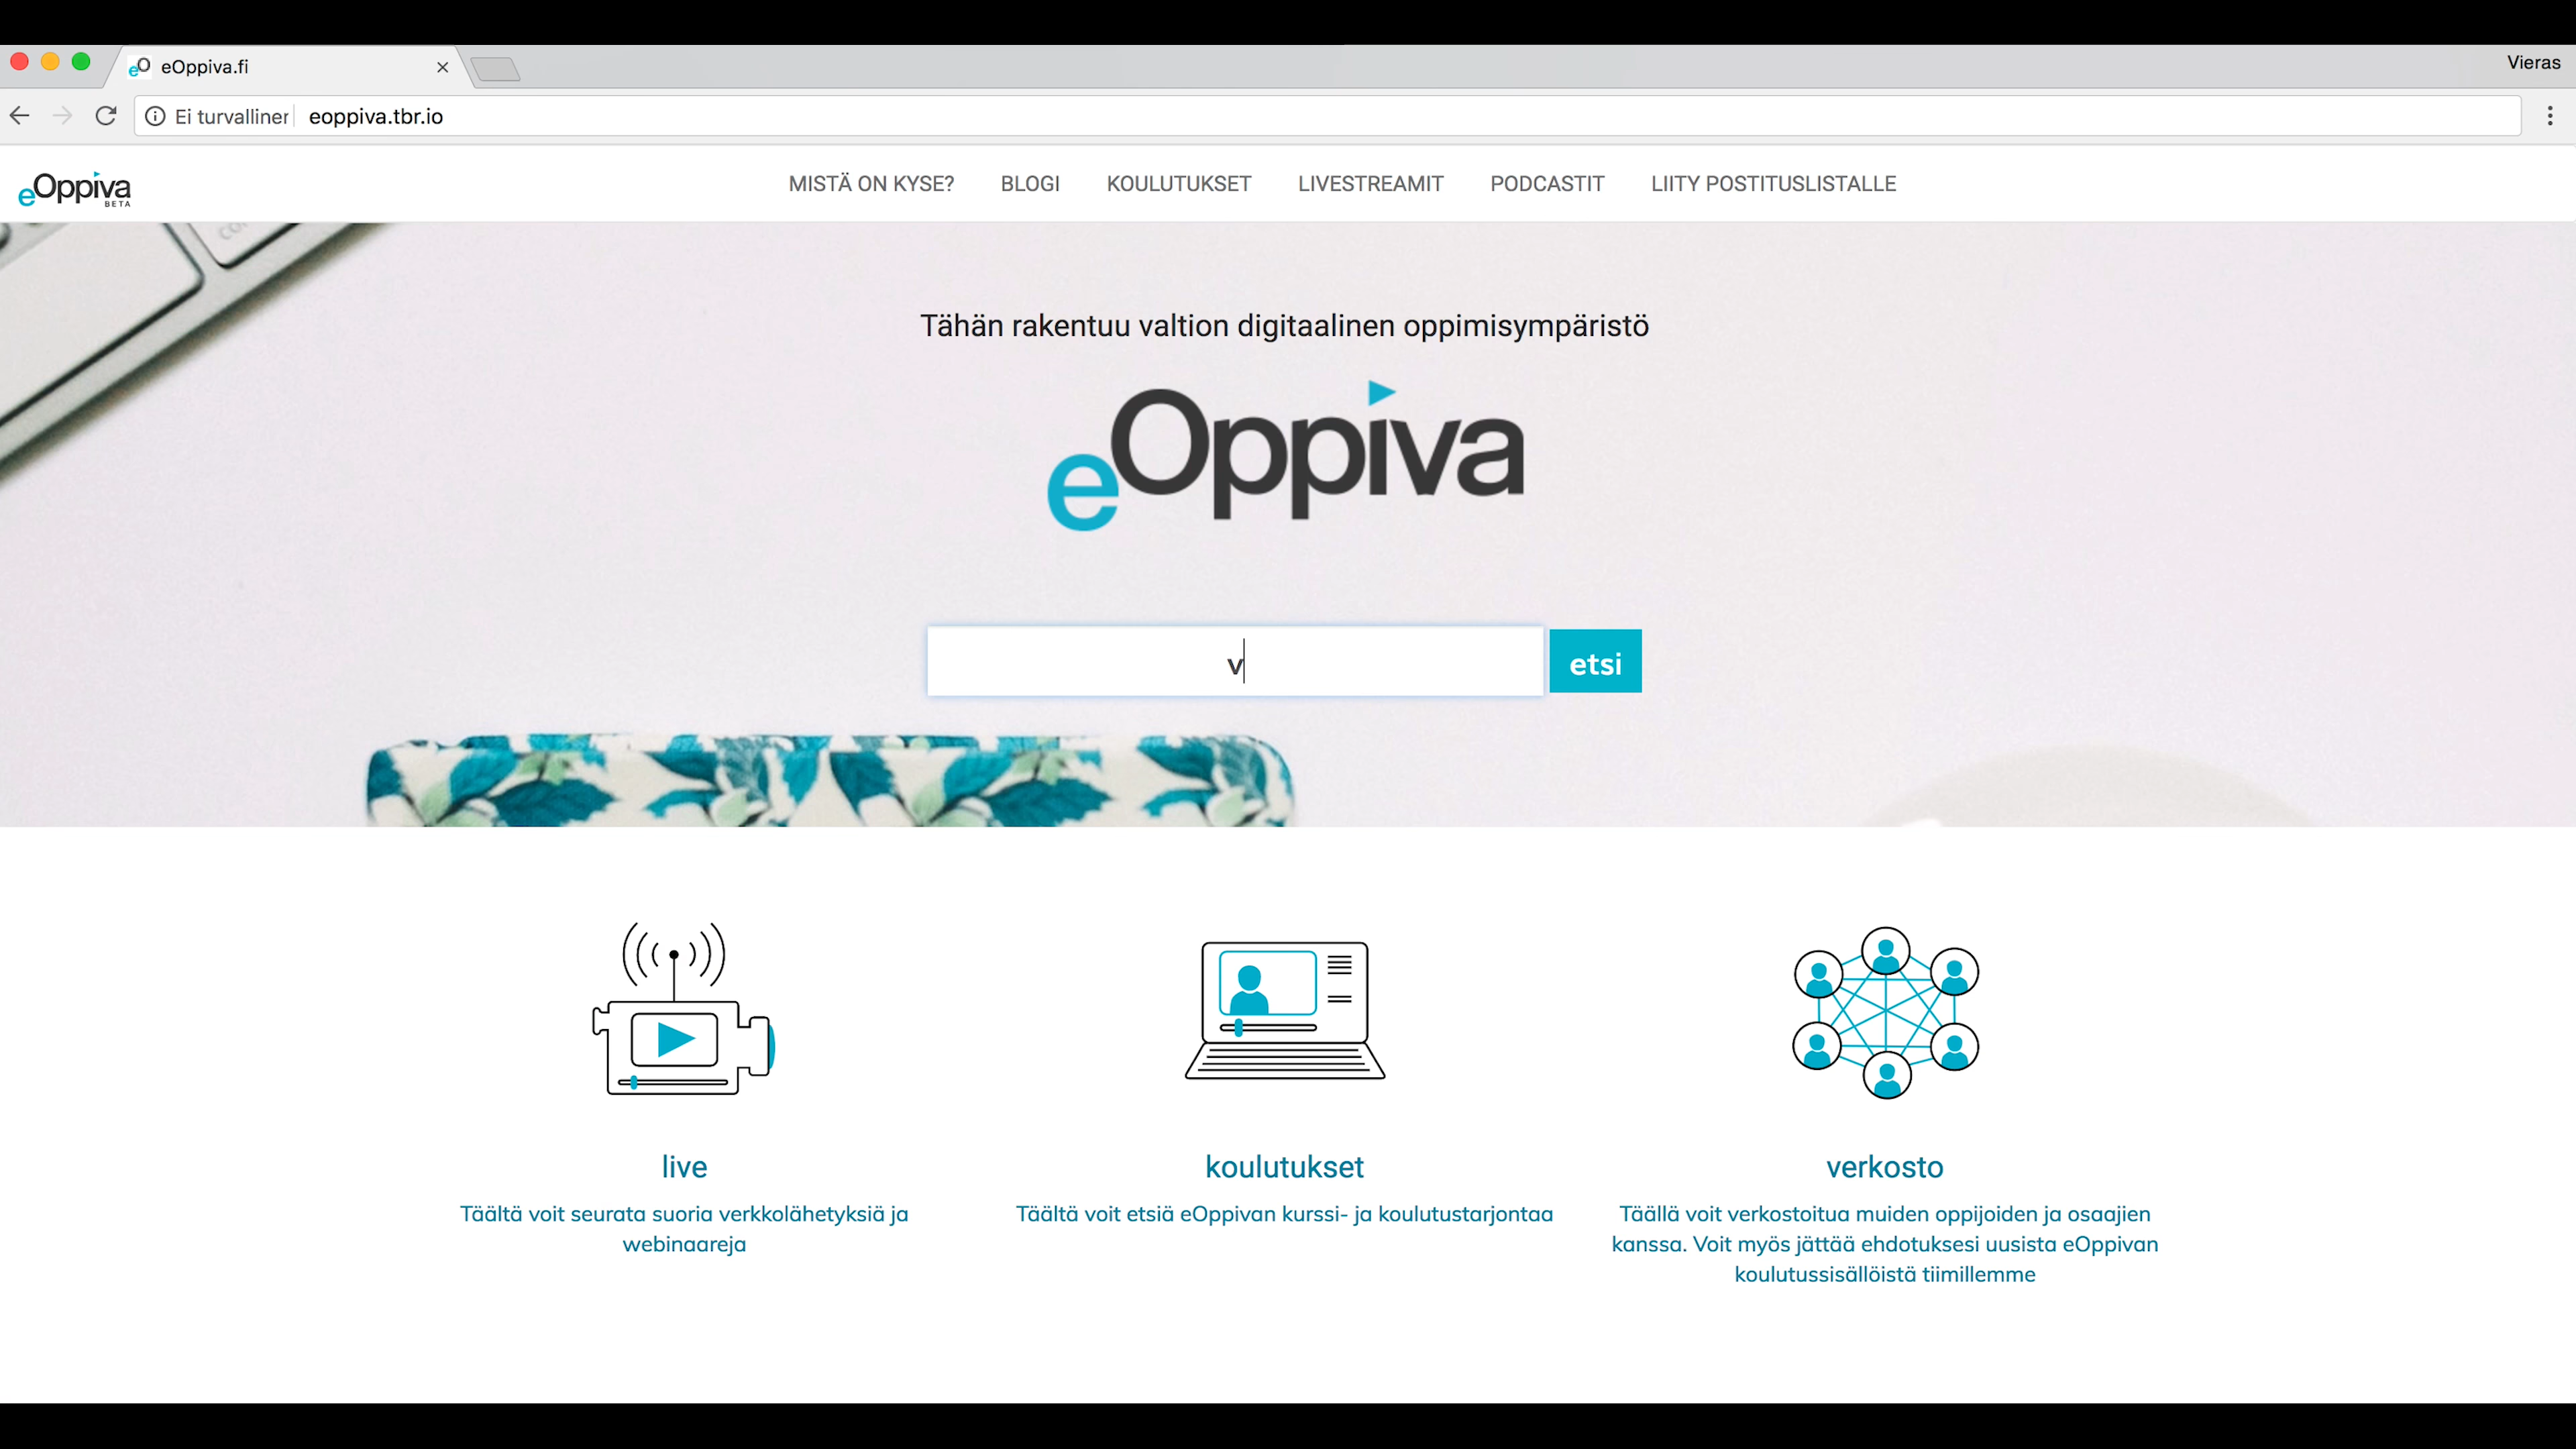 eOppiva.fi
Vieras
Ei turvalliner
eoppiva.tbr.io
eOppiva
BETA
MISTÄ ON KYSE? BLOGI KOULUTUKSET LIVESTREAMIT PODCASTIT LIITY POSTITUSLISTALLE
Tähän rakentuu valtion digitaalinen oppimisympäristö
eOppiva
v
etsi
live
Täältä voit seurata suoria verkkolähetyksiä ja
webinaareja
koulutukset
Täältä voit etsiä eOppivan kurssi- ja koulutustarjontaa
verkosto
Täällä voit verkostoitua muiden oppijoiden ja osaajien
kanssa. Voit myös jättää ehdotuksesi uusista eOppivan
koulutussisällöistä tiimillemme